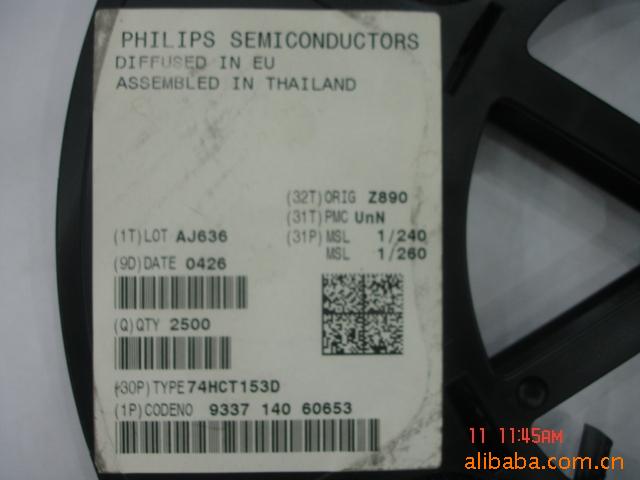 PHILIPS SEMICONDUCTORS
DIFFUSED IN EU
ASSEMBLED IN THAILAND
(32T) ORIG Z890
(31T) PMC UnN
(1T) LOT AJ636 (31P) MSL 1/240
MSL 1/260
(9D) DATE 0426
(Q) QTY 2500
(30P) TYPE 74HCT153D
(1P) CODENO 9337 140 60653
11 11:45AM
alibaba.com.cn